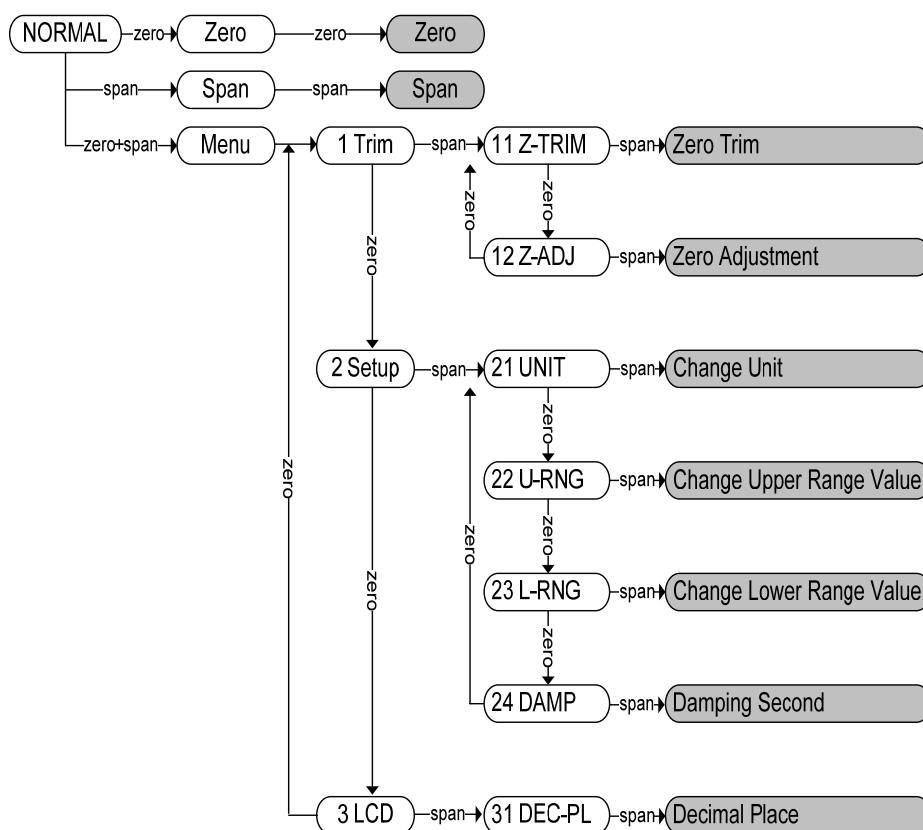 NORMAL zero Zero zero Zero
span Span span Span
zero+span Menu 1 Trim span 11 Z-TRIM span Zero Trim
zero
zero
zero
12 Z-ADJ span Zero Adjustment
2 Setup span 21 UNIT span Change Unit
zero
22 U-RNG span Change Upper Range Value
zero
zero
zero
zero
23 L-RNG span Change Lower Range Value
zero
24 DAMP span Damping Second
3 LCD span 31 DEC-PL span Decimal Place